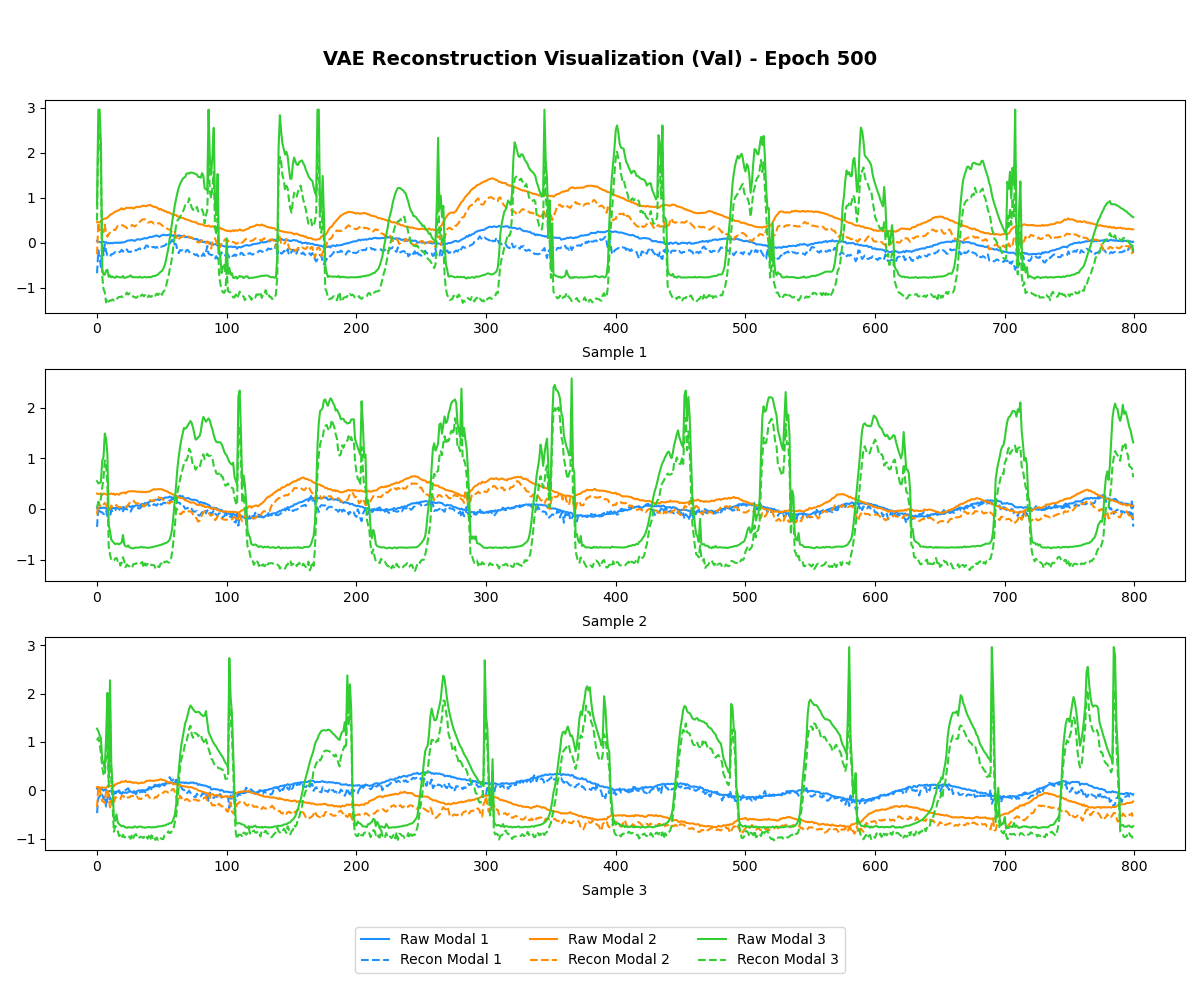 VAE Reconstruction Visualization (Val) - Epoch 500
3
2
1
0
−1
0 100 200 300 400 500 600 700 800
Sample 1
2
1
0
−1
0 100 200 300 400 500 600 700 800
Sample 2
3
2
1
0
−1
0 100 200 300 400 500 600 700 800
Sample 3
Raw Modal 1 Raw Modal 2 Raw Modal 3
Recon Modal 1 Recon Modal 2 Recon Modal 3